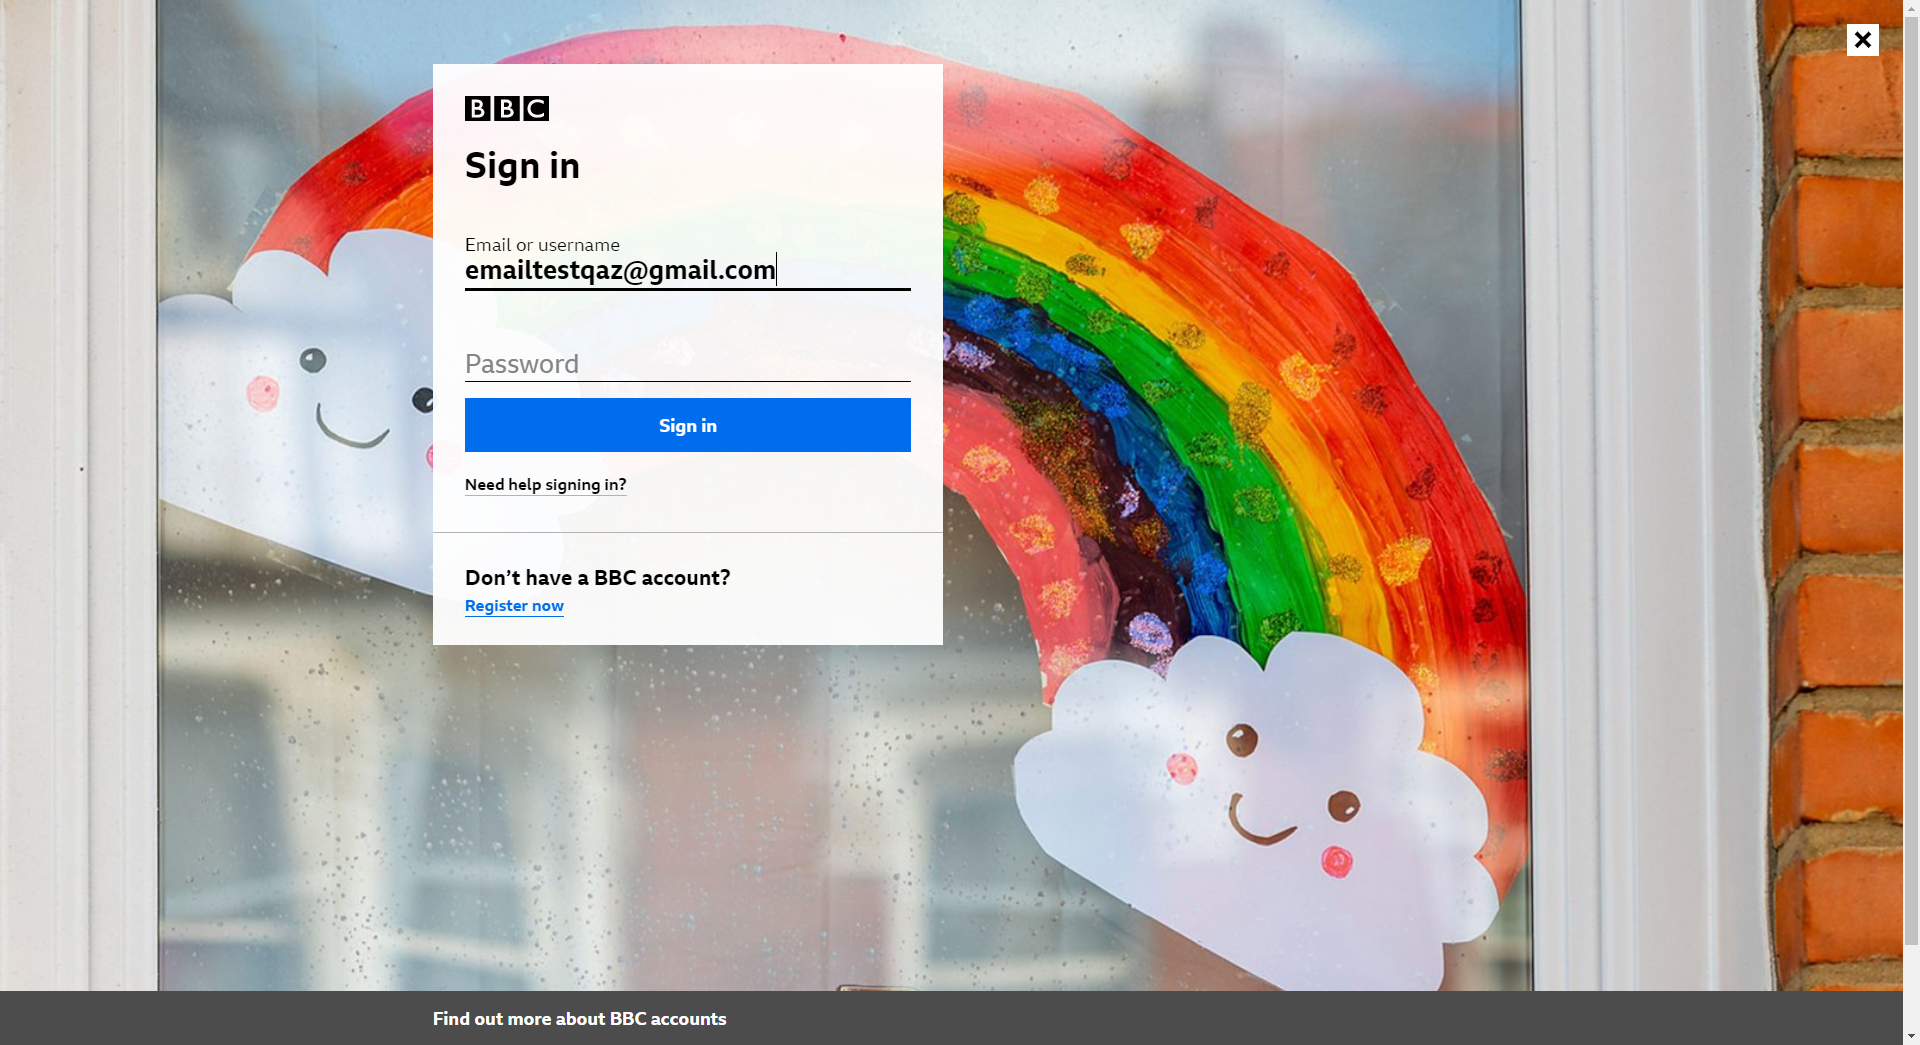 BBC
Sign in
Email or username
emailtestqaz@gmail.com
Password
Sign in
Need help signing in?
Don’t have a BBC account?
Register now
Find out more about BBC accounts